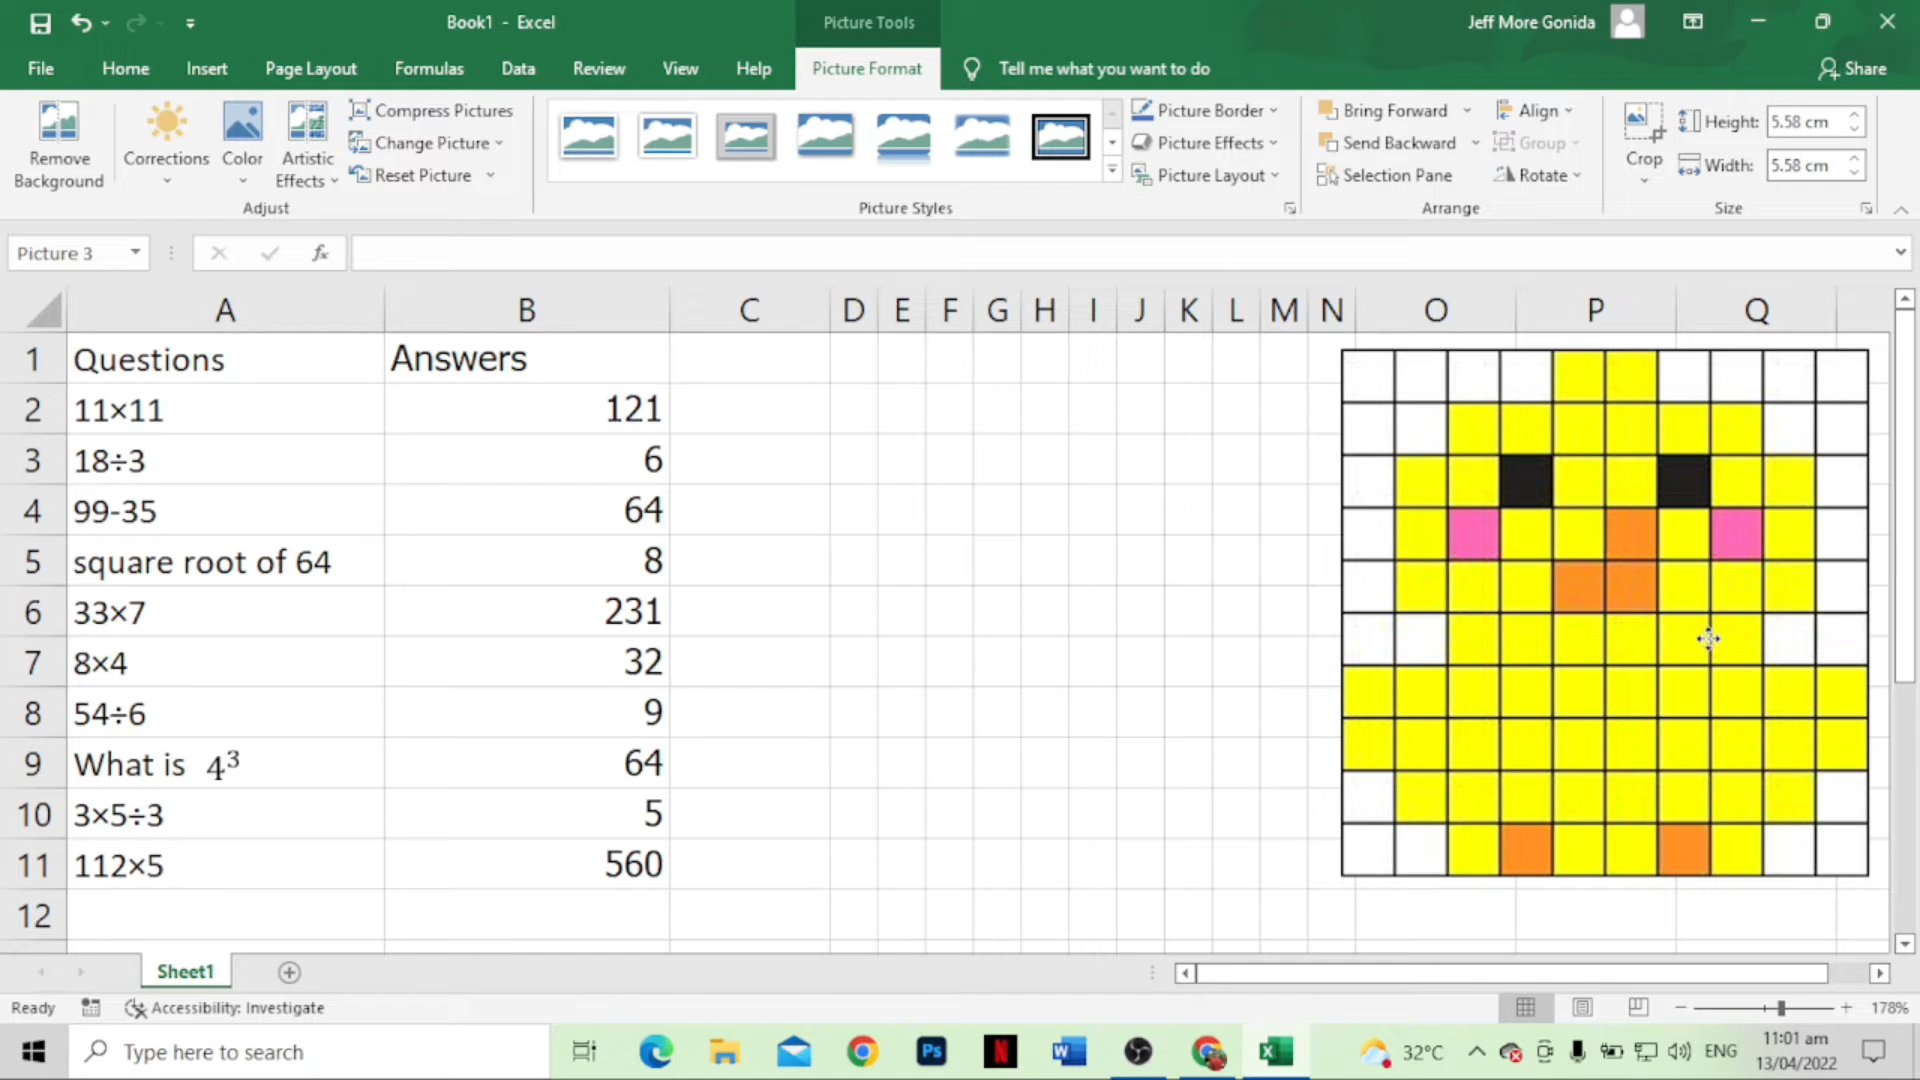 Book1 - Excel
Picture Tools
Jeff More Gonida
File Home Insert Page Layout Formulas Data Review View Help Picture Format Tell me what you want to do Share
Remove Background
Corrections
Color
Artistic Effects
Compress Pictures
Change Picture
Reset Picture
Adjust
Picture Styles
Picture Border
Picture Effects
Picture Layout
Bring Forward
Send Backward
Selection Pane
Align
Group
Rotate
Arrange
Crop
Height: 5.58 cm
Width: 5.58 cm
Size
Picture 3 fx
A B C D E F G H I J K L M N O P Q
1 Questions Answers
2 11×11 121
3 18÷3 6
4 99-35 64
5 square root of 64 8
6 33×7 231
7 8×4 32
8 54÷6 9
9 What is 4³ 64
10 3×5÷3 5
11 112×5 560
12
Sheet1
Ready Accessibility: Investigate 178%
Type here to search
Ps N W X 32°C ENG
11:01 am
13/04/2022